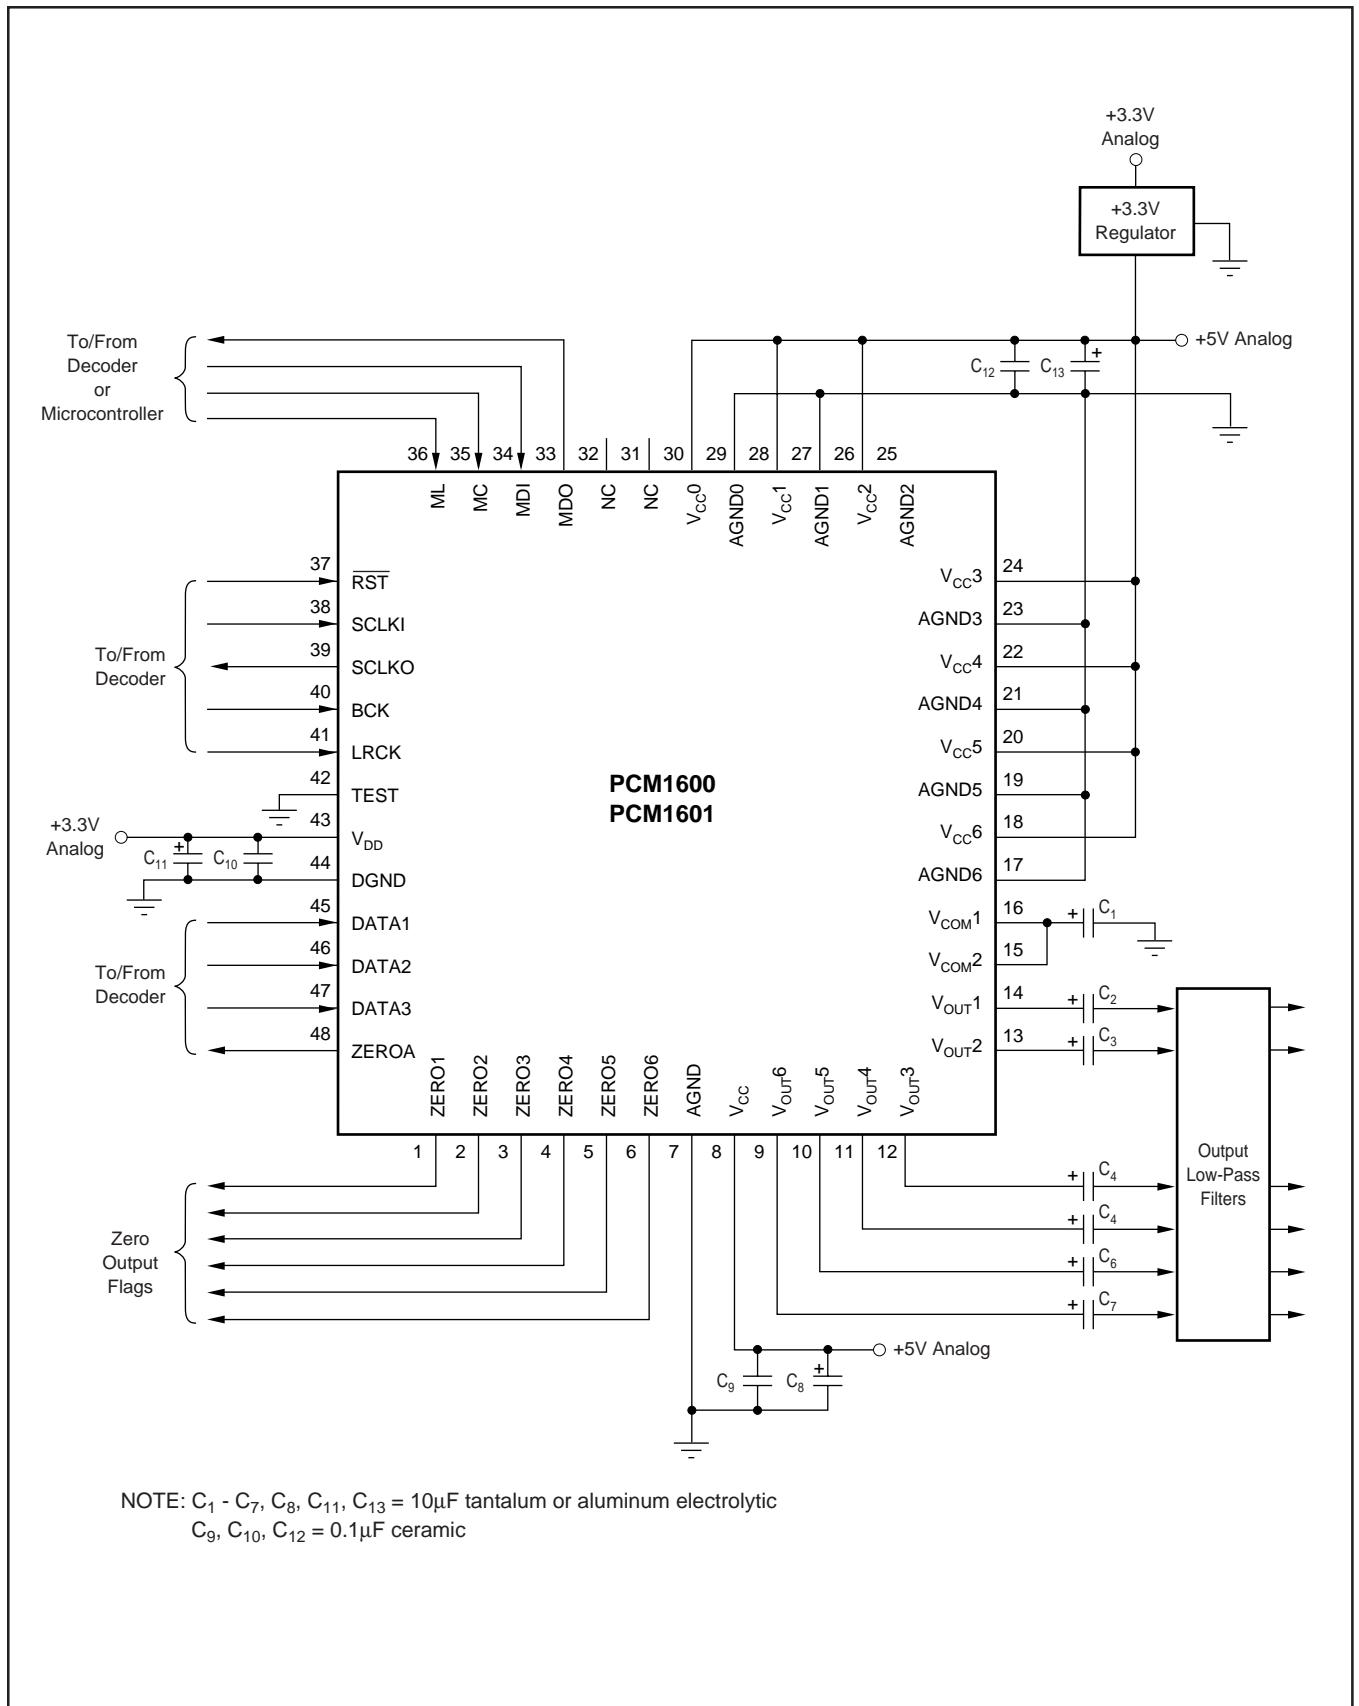 +3.3V
Analog
+3.3V
Regulator
+5V Analog
To/From
Decoder
or
Microcontroller
C12 C13 +
36 35 34 33 32 31 30 29 28 27 26 25
ML MC MDI MDO NC NC VCC0 AGND0 VCC1 AGND1 VCC2 AGND2
To/From
Decoder
37 RST
38 SCLKI
39 SCLKO
40 BCK
41 LRCK
42 TEST
+3.3V
Analog
C11 + C10
43 VDD
44 DGND
To/From
Decoder
45 DATA1
46 DATA2
47 DATA3
48 ZEROA
PCM1600
PCM1601
VCC3 24
AGND3 23
VCC4 22
AGND4 21
VCC5 20
AGND5 19
VCC6 18
AGND6 17
VCOM1 16 + C1
VCOM2 15
VOUT1 14 + C2
VOUT2 13 + C3
ZERO1 ZERO2 ZERO3 ZERO4 ZERO5 ZERO6 AGND VCC VOUT6 VOUT5 VOUT4 VOUT3
1 2 3 4 5 6 7 8 9 10 11 12
+ C4
+ C4
+ C6
+ C7
Output
Low-Pass
Filters
Zero
Output
Flags
+5V Analog
C9 C8 +
NOTE: C1 - C7, C8, C11, C13 = 10µF tantalum or aluminum electrolytic
C9, C10, C12 = 0.1µF ceramic